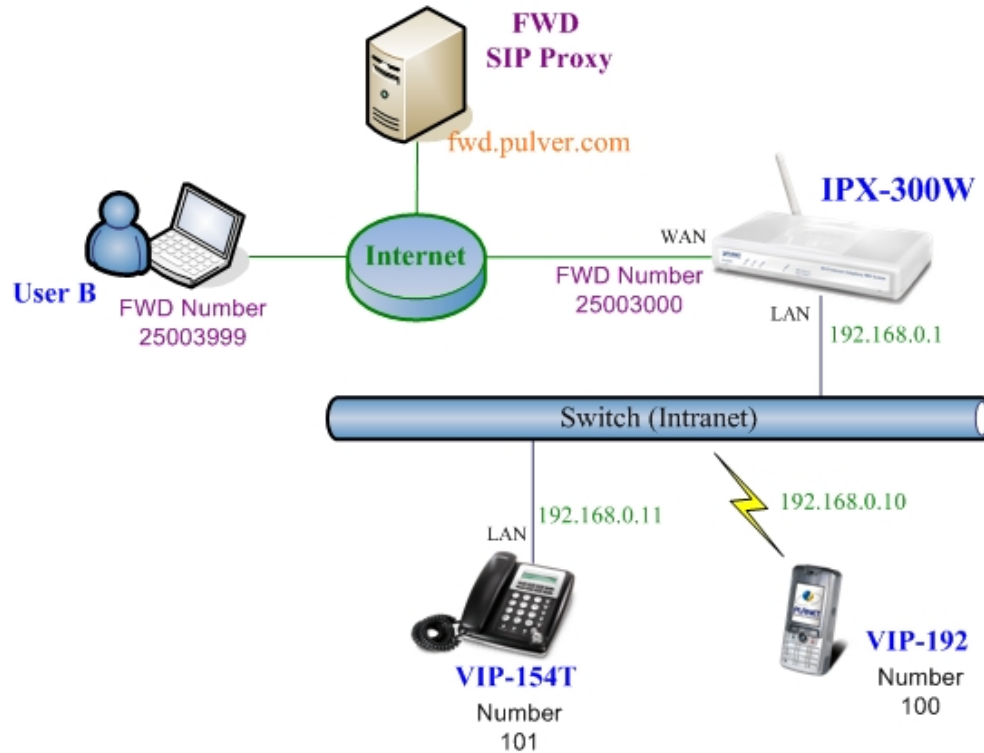 FWD
SIP Proxy
fwd.pulver.com
IPX-300W
WAN
Internet
User B
FWD Number
25003999
FWD Number
25003000
LAN
192.168.0.1
Switch (Intranet)
192.168.0.11
192.168.0.10
LAN
PLANET
VIP-154T
Number
101
VIP-192
Number
100